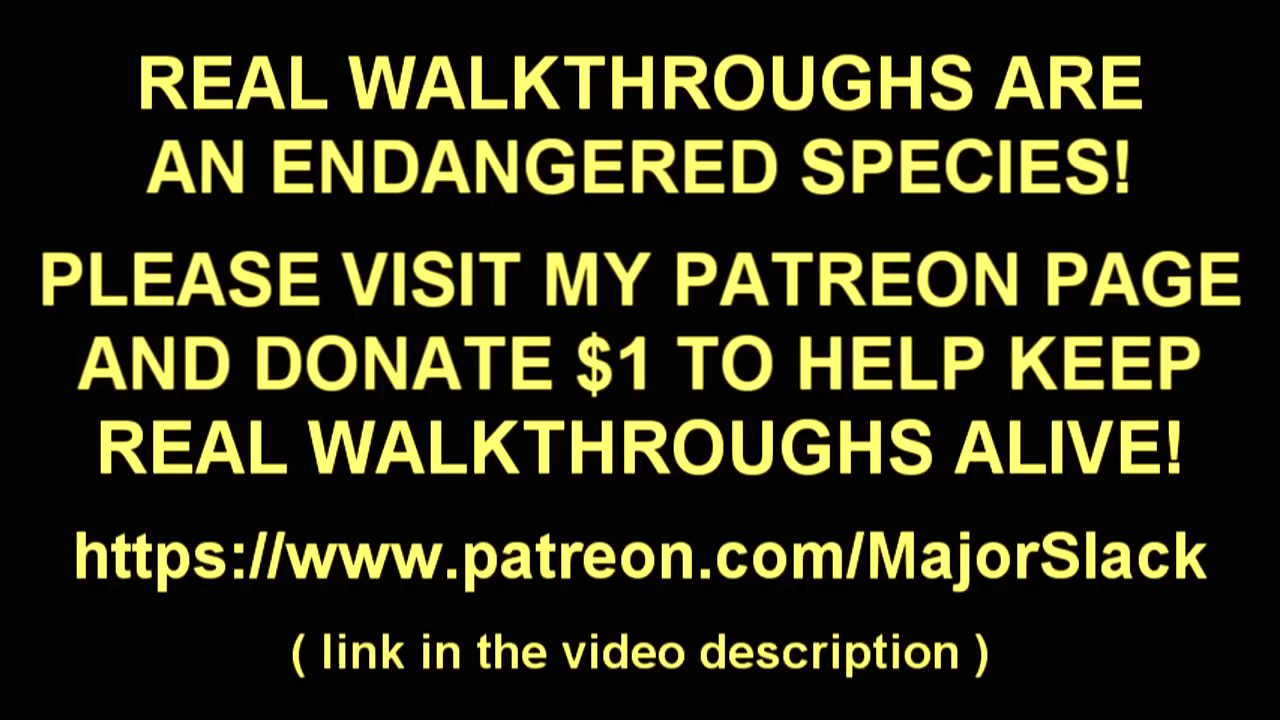 REAL WALKTHROUGHS ARE
AN ENDANGERED SPECIES!
PLEASE VISIT MY PATREON PAGE
AND DONATE $1 TO HELP KEEP
REAL WALKTHROUGHS ALIVE!
https://www.patreon.com/MajorSlack
( link in the video description )